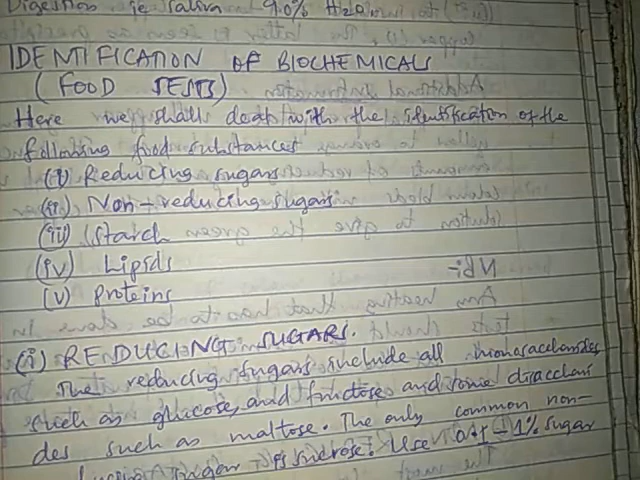 Digestion ie saliva 90% H2O
IDENTIFICATION OF BIOCHEMICALS
(FOOD TESTS)
Here we shall deal with the identification of the
following food substances
(i) Reducing sugars
(ii) Non-reducing sugars
(iii) Starch
(iv) Lipids
(v) Proteins
(i) REDUCING SUGARS.
The reducing sugars include all monosaccharides
such as glucose, and fructose and some disacchari
des such as maltose. The only common non-
sugar is sucrose. Use 0.1 - 1% sugar